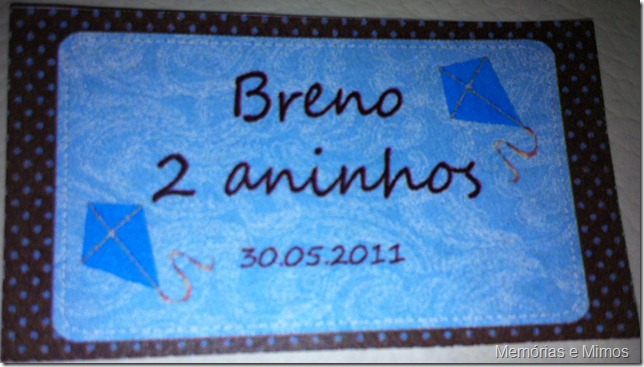 Breno
2 aninhos
30.05.2011
Memórias e Mimos